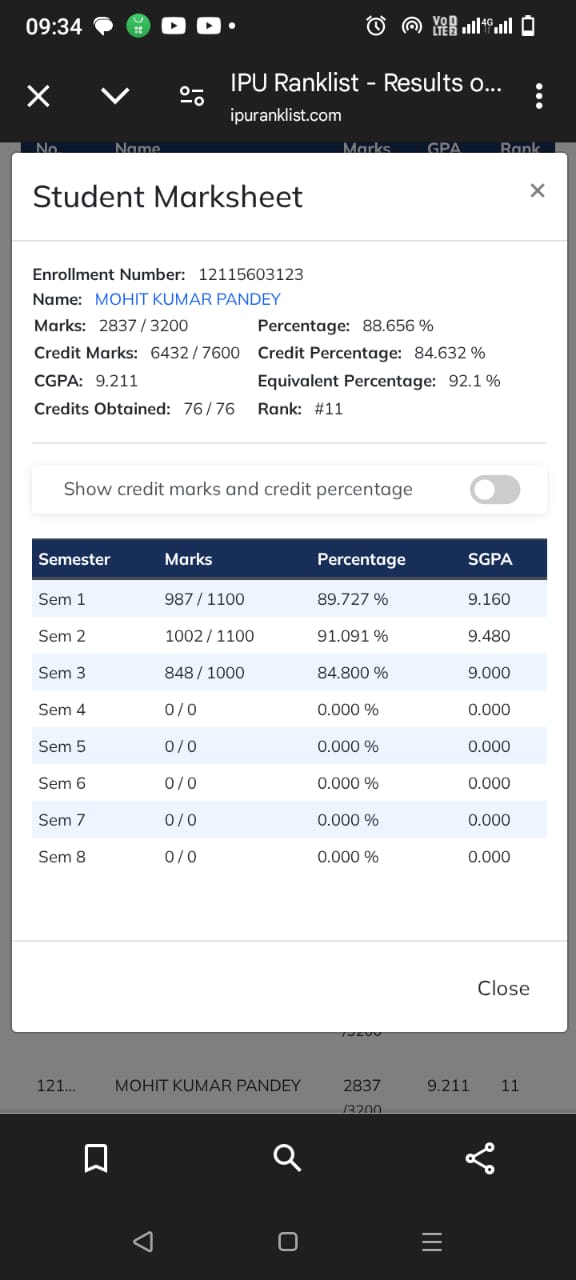 09:34
VoD LTE2 4G
IPU Ranklist - Results o...
ipuranklist.com
No. Name Marks GPA Rank
Student Marksheet ×
Enrollment Number: 12115603123
Name: MOHIT KUMAR PANDEY
Marks: 2837 / 3200 Percentage: 88.656 %
Credit Marks: 6432 / 7600 Credit Percentage: 84.632 %
CGPA: 9.211 Equivalent Percentage: 92.1 %
Credits Obtained: 76 / 76 Rank: #11
Show credit marks and credit percentage
Semester Marks Percentage SGPA
Sem 1 987 / 1100 89.727 % 9.160
Sem 2 1002 / 1100 91.091 % 9.480
Sem 3 848 / 1000 84.800 % 9.000
Sem 4 0 / 0 0.000 % 0.000
Sem 5 0 / 0 0.000 % 0.000
Sem 6 0 / 0 0.000 % 0.000
Sem 7 0 / 0 0.000 % 0.000
Sem 8 0 / 0 0.000 % 0.000
Close
/3200
121... MOHIT KUMAR PANDEY 2837 9.211 11
/3200